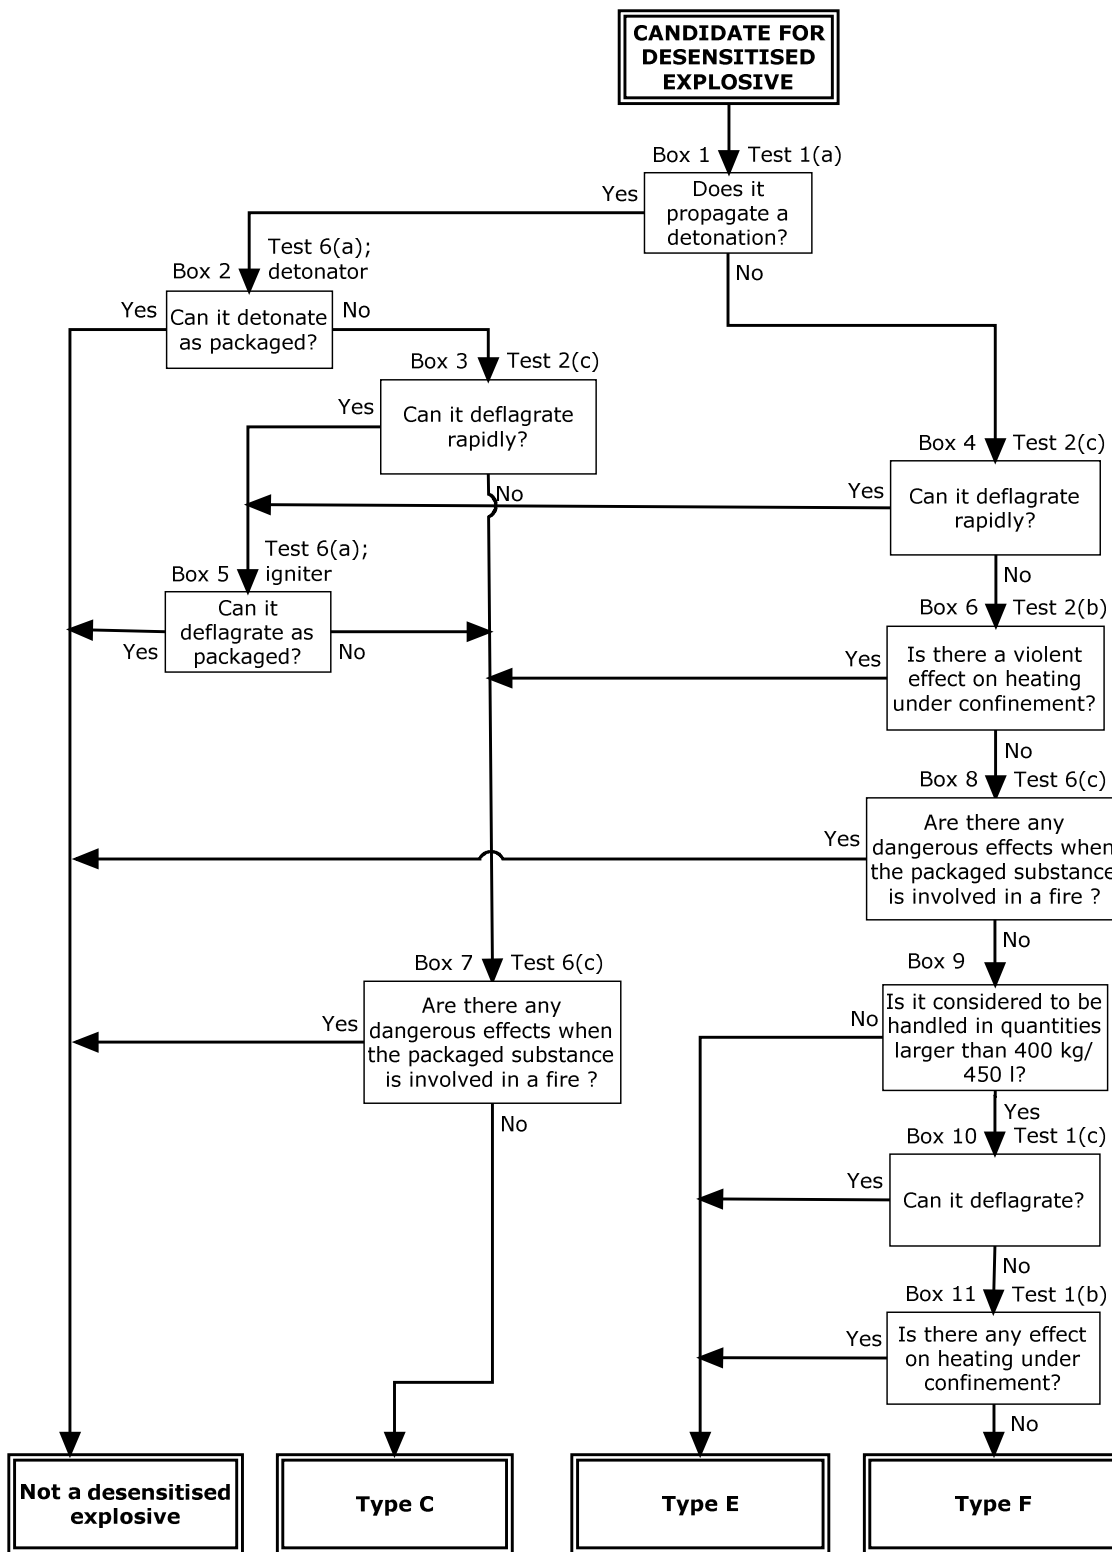 CANDIDATE FOR
DESENSITISED
EXPLOSIVE
Box 1
Test 1(a)
Does it
propagate a
detonation?
Yes
No
Box 2
Test 6(a);
detonator
Can it detonate
as packaged?
Yes
No
Box 3
Test 2(c)
Can it deflagrate
rapidly?
Yes
No
Box 4
Test 2(c)
Can it deflagrate
rapidly?
Yes
No
Box 5
Test 6(a);
igniter
Can it
deflagrate as
packaged?
Yes
No
Box 6
Test 2(b)
Is there a violent
effect on heating
under confinement?
Yes
No
Box 8
Test 6(c)
Are there any
dangerous effects when
the packaged substance
is involved in a fire ?
Yes
No
Box 7
Test 6(c)
Are there any
dangerous effects when
the packaged substance
is involved in a fire ?
Yes
No
Box 9
Is it considered to be
handled in quantities
larger than 400 kg/
450 l?
No
Yes
Box 10
Test 1(c)
Can it deflagrate?
Yes
No
Box 11
Test 1(b)
Is there any effect
on heating under
confinement?
Yes
No
Not a desensitised
explosive
Type C
Type E
Type F